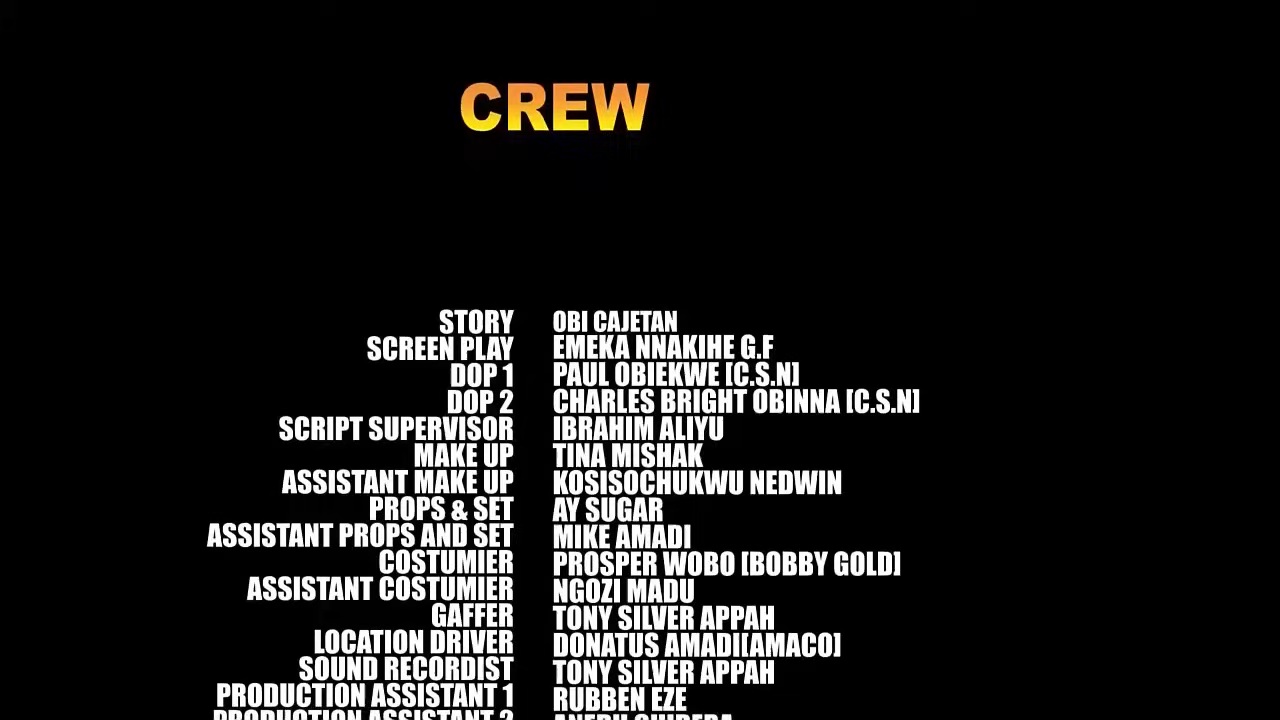 CREW
STORY OBI CAJETAN
SCREEN PLAY EMEKA NNAKIHE G.F
DOP 1 PAUL OBIEKWE [C.S.N]
DOP 2 CHARLES BRIGHT OBINNA [C.S.N]
SCRIPT SUPERVISOR IBRAHIM ALIYU
MAKE UP TINA MISHAK
ASSISTANT MAKE UP KOSISOCHUKWU NEDWIN
PROPS & SET AY SUGAR
ASSISTANT PROPS AND SET MIKE AMADI
COSTUMIER PROSPER WOBO [BOBBY GOLD]
ASSISTANT COSTUMIER NGOZI MADU
GAFFER TONY SILVER APPAH
LOCATION DRIVER DONATUS AMADI[AMACO]
SOUND RECORDIST TONY SILVER APPAH
PRODUCTION ASSISTANT 1 RUBBEN EZE
PRODUCTION ASSISTANT 2